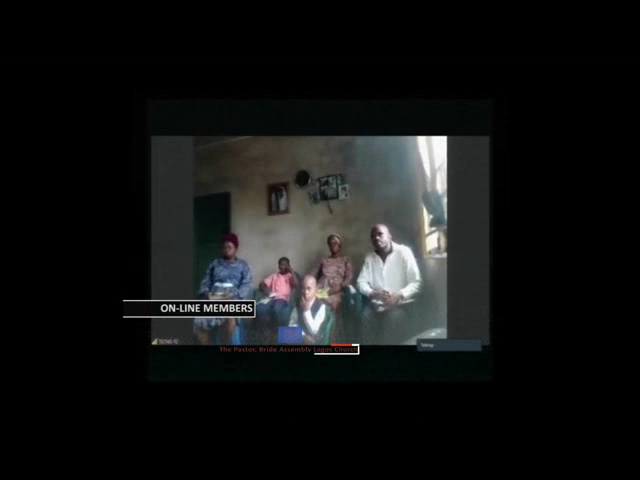 ON-LINE MEMBERS
The Pastor, Bride Assembly Lagos Church